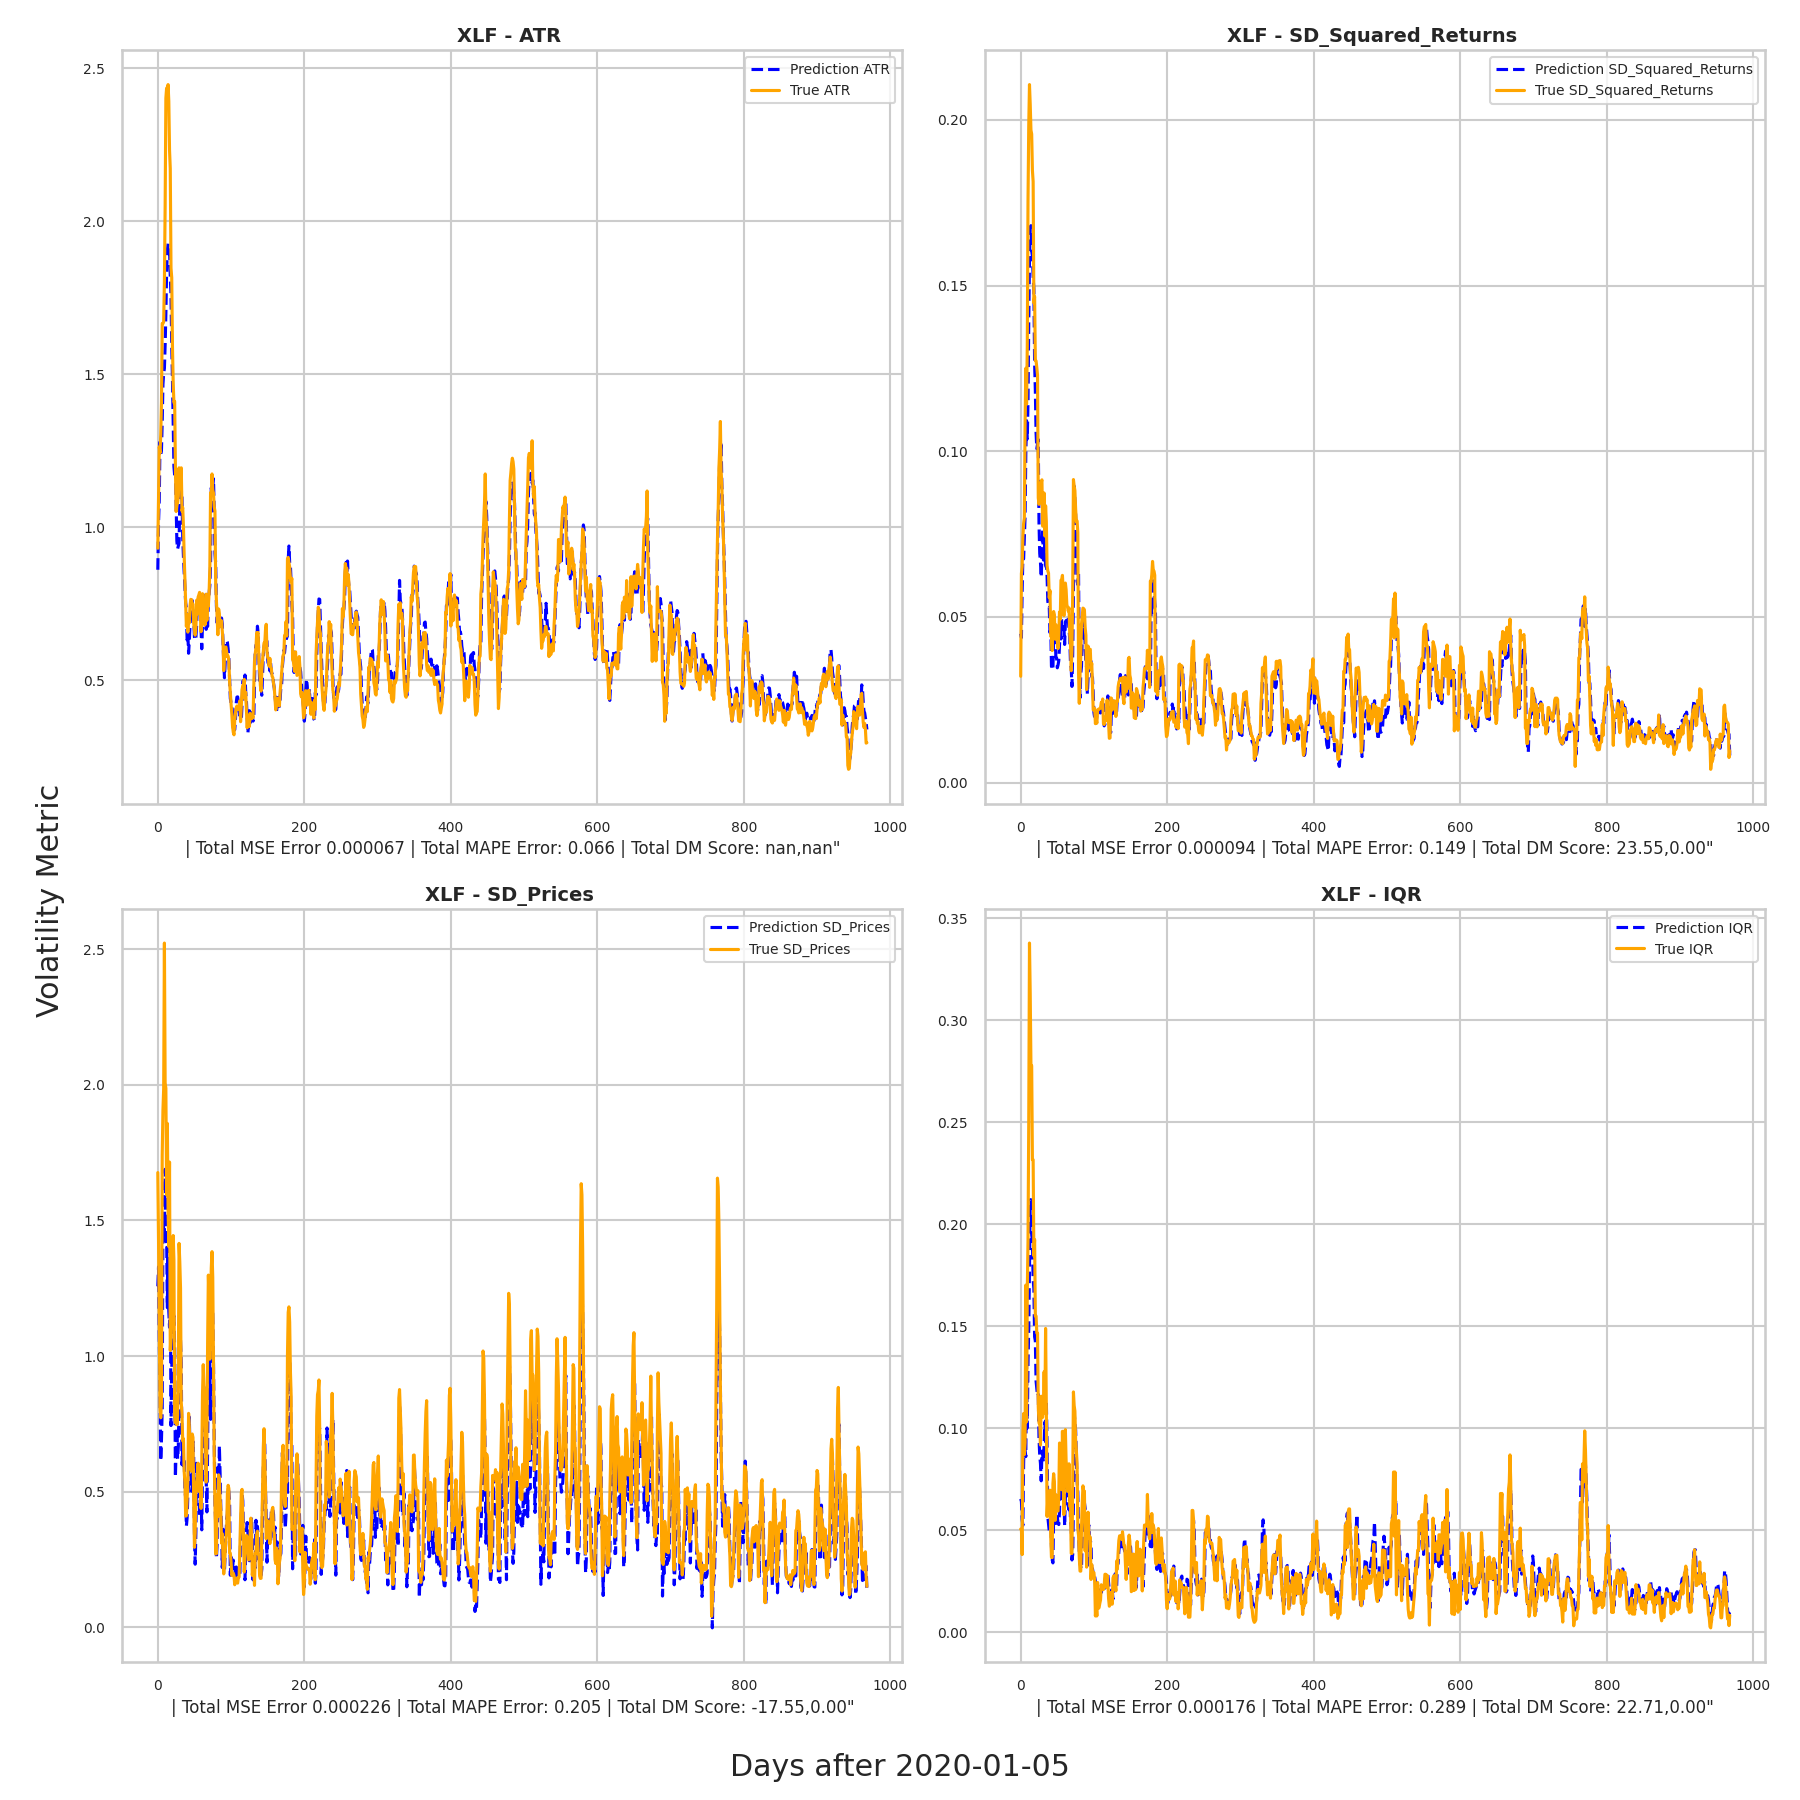 XLF - ATR
2.5
2.0
1.5
1.0
0.5
Prediction ATR
True ATR
0 200 400 600 800 1000
| Total MSE Error 0.000067 | Total MAPE Error: 0.066 | Total DM Score: nan,nan"
XLF - SD_Squared_Returns
0.20
0.15
0.10
0.05
0.00
Prediction SD_Squared_Returns
True SD_Squared_Returns
0 200 400 600 800 1000
| Total MSE Error 0.000094 | Total MAPE Error: 0.149 | Total DM Score: 23.55,0.00"
Volatility Metric
XLF - SD_Prices
2.5
2.0
1.5
1.0
0.5
0.0
Prediction SD_Prices
True SD_Prices
0 200 400 600 800 1000
| Total MSE Error 0.000226 | Total MAPE Error: 0.205 | Total DM Score: -17.55,0.00"
XLF - IQR
0.35
0.30
0.25
0.20
0.15
0.10
0.05
0.00
Prediction IQR
True IQR
0 200 400 600 800 1000
| Total MSE Error 0.000176 | Total MAPE Error: 0.289 | Total DM Score: 22.71,0.00"
Days after 2020-01-05